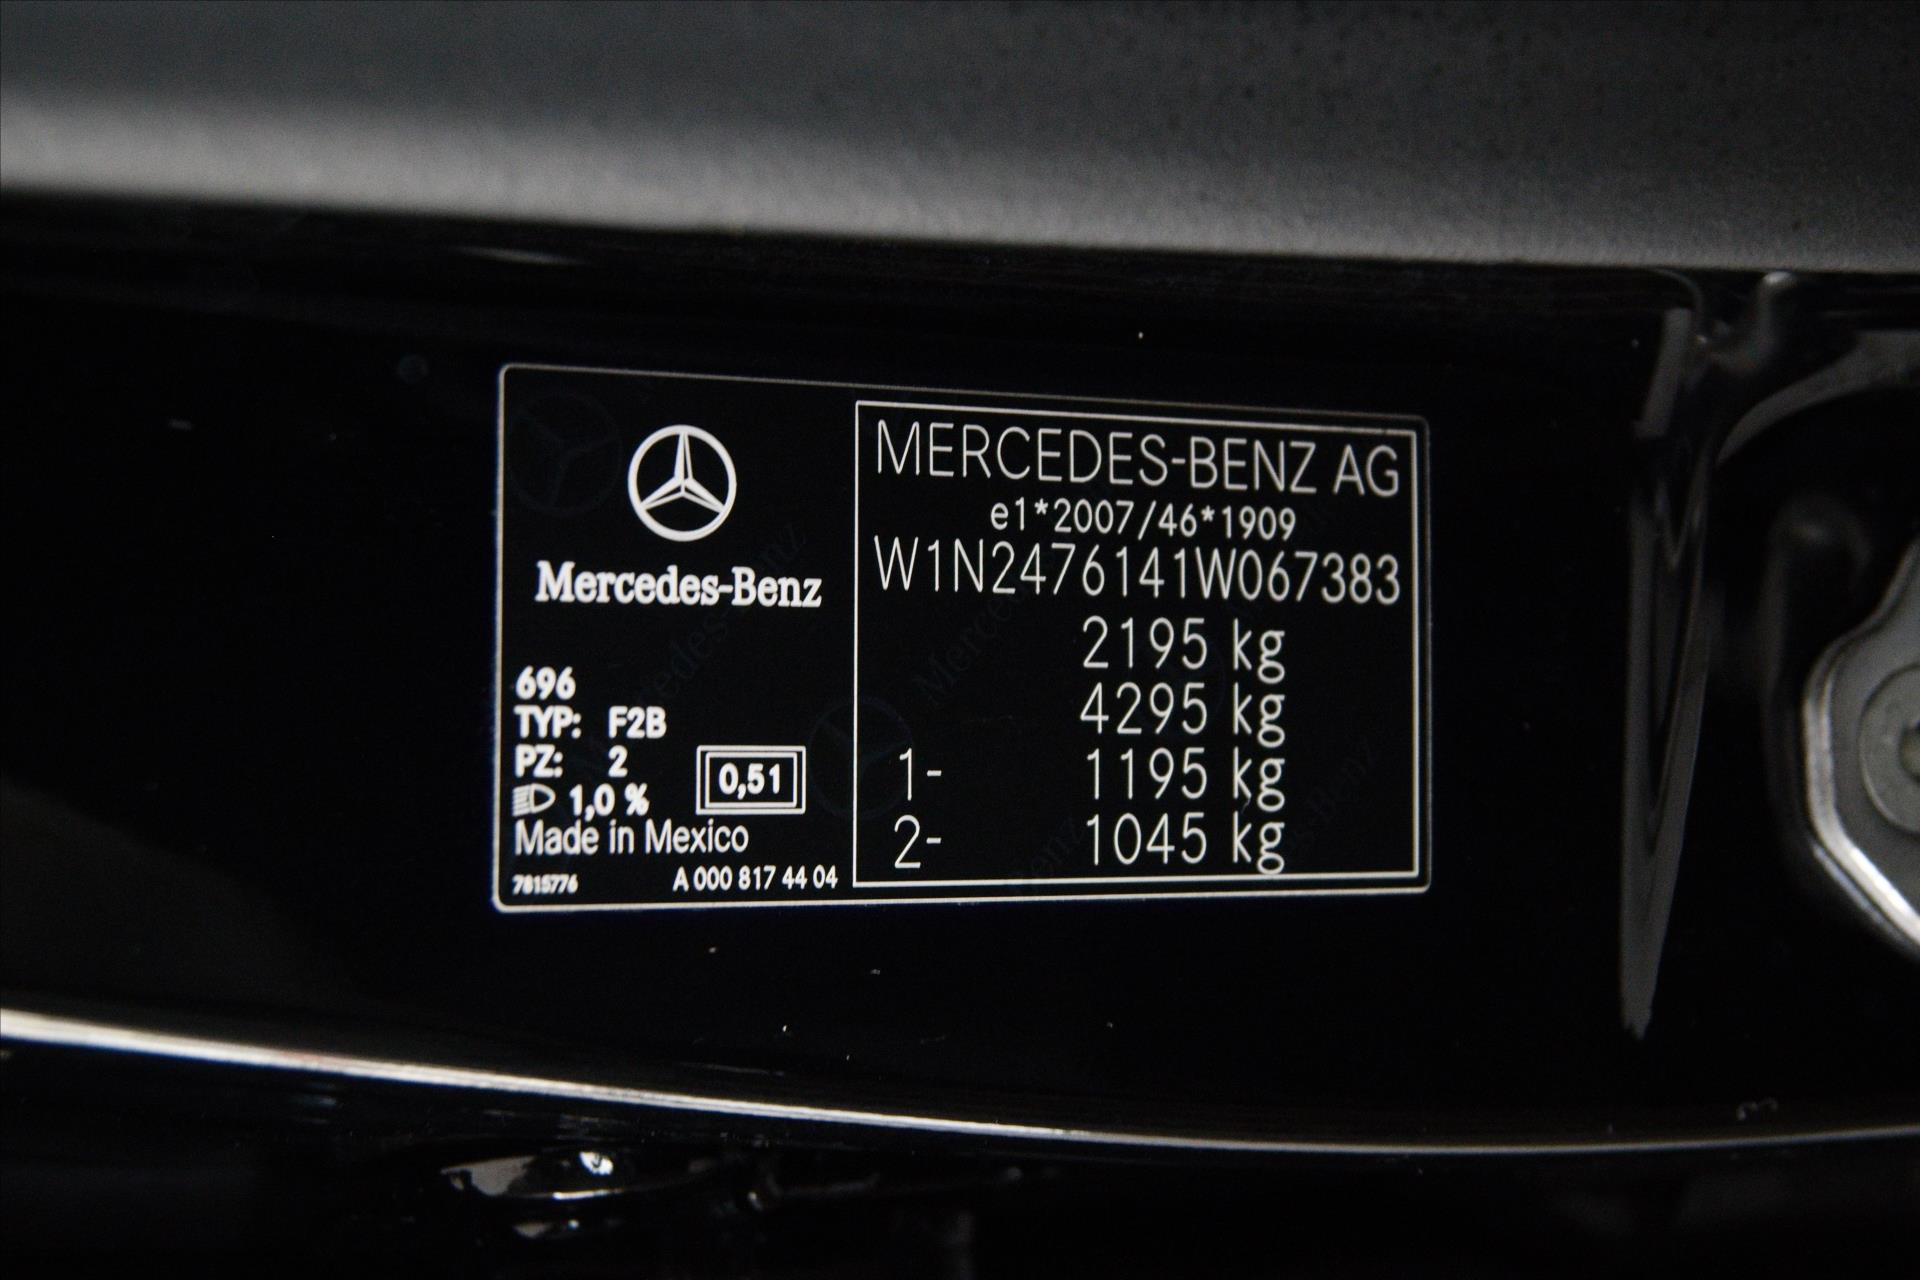 Mercedes-Benz
696
TYP: F2B
PZ: 2
1,0 %
0,51
Made in Mexico
7815776
A 000 817 44 04
MERCEDES-BENZ AG
e1*2007/46*1909
W1N2476141W067383
2195 kg
4295 kg
1- 1195 kg
2- 1045 kg